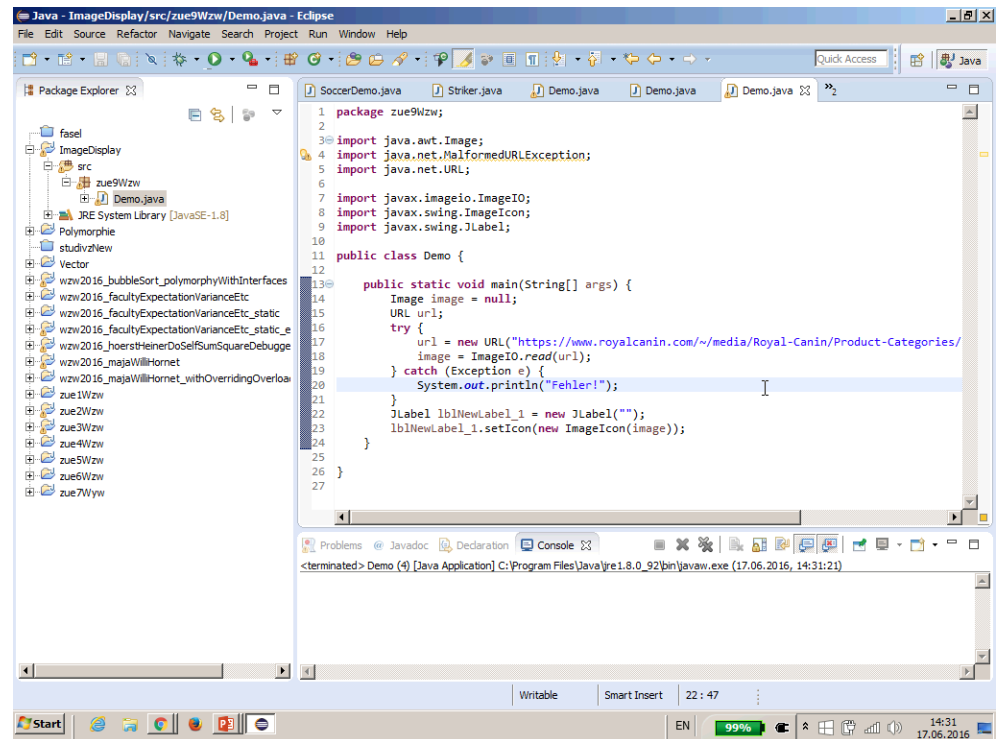 Java - ImageDisplay/src/zue9Wzw/Demo.java - Eclipse
File Edit Source Refactor Navigate Search Project Run Window Help
Quick Access
Java
Package Explorer
fasel
ImageDisplay
src
zue9Wzw
Demo.java
JRE System Library [JavaSE-1.8]
Polymorphie
studivzNew
Vector
wzw2016_bubbleSort_polymorphyWithInterfaces
wzw2016_facultyExpectationVarianceEtc
wzw2016_facultyExpectationVarianceEtc_static
wzw2016_facultyExpectationVarianceEtc_static_e
wzw2016_hoerstHeinerDoSelfSumSquareDebugge
wzw2016_majaWilliHornet
wzw2016_majaWilliHornet_withOverridingOverloa
zue1Wzw
zue2Wzw
zue3Wzw
zue4Wzw
zue5Wzw
zue6Wzw
zue7Wyw
SoccerDemo.java Striker.java Demo.java Demo.java Demo.java »2
1 package zue9Wzw;
2
3 import java.awt.Image;
4 import java.net.MalformedURLException;
5 import java.net.URL;
6
7 import javax.imageio.ImageIO;
8 import javax.swing.ImageIcon;
9 import javax.swing.JLabel;
10
11 public class Demo {
12
13 public static void main(String[] args) {
14 Image image = null;
15 URL url;
16 try {
17 url = new URL("https://www.royalcanin.com/~/media/Royal-Canin/Product-Categories/
18 image = ImageIO.read(url);
19 } catch (Exception e) {
20 System.out.println("Fehler!");
21 }
22 JLabel lblNewLabel_1 = new JLabel("");
23 lblNewLabel_1.setIcon(new ImageIcon(image));
24 }
25
26 }
27
Problems @ Javadoc Declaration Console
<terminated> Demo (4) [Java Application] C:\Program Files\Java\jre1.8.0_92\bin\javaw.exe (17.06.2016, 14:31:21)
Writable Smart Insert 22 : 47
Start EN 99% 14:31
17.06.2016